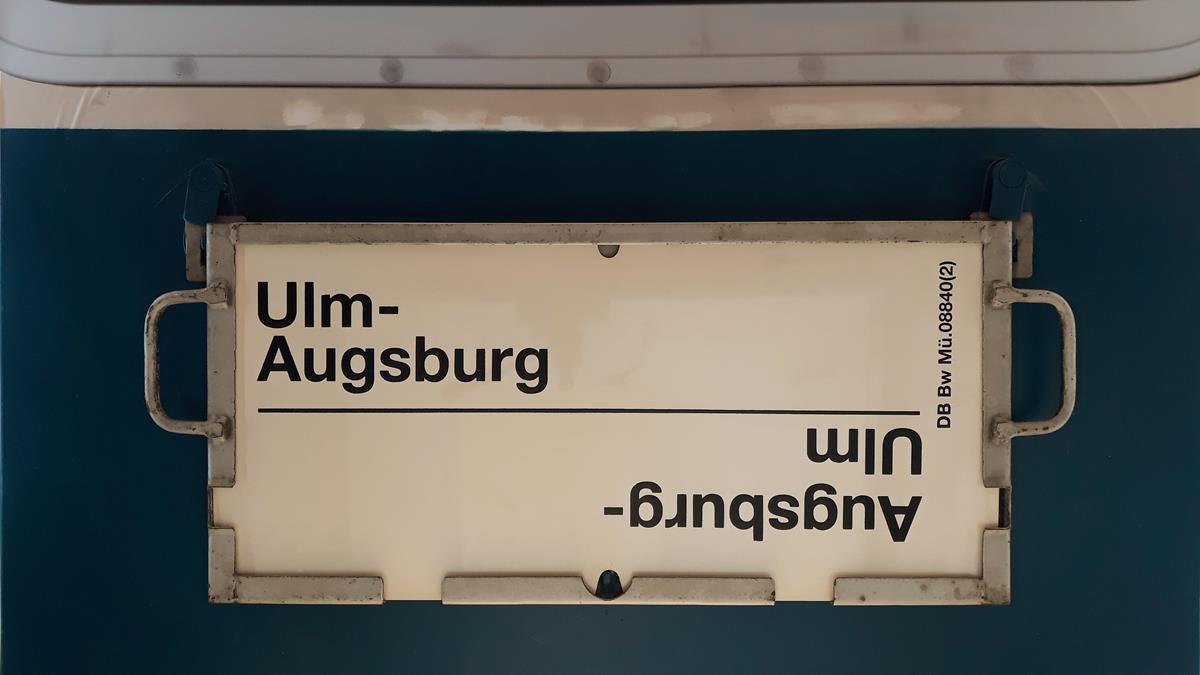 Ulm-
Augsburg
Augsburg-
Ulm
DB Bw Mü.08840(2)